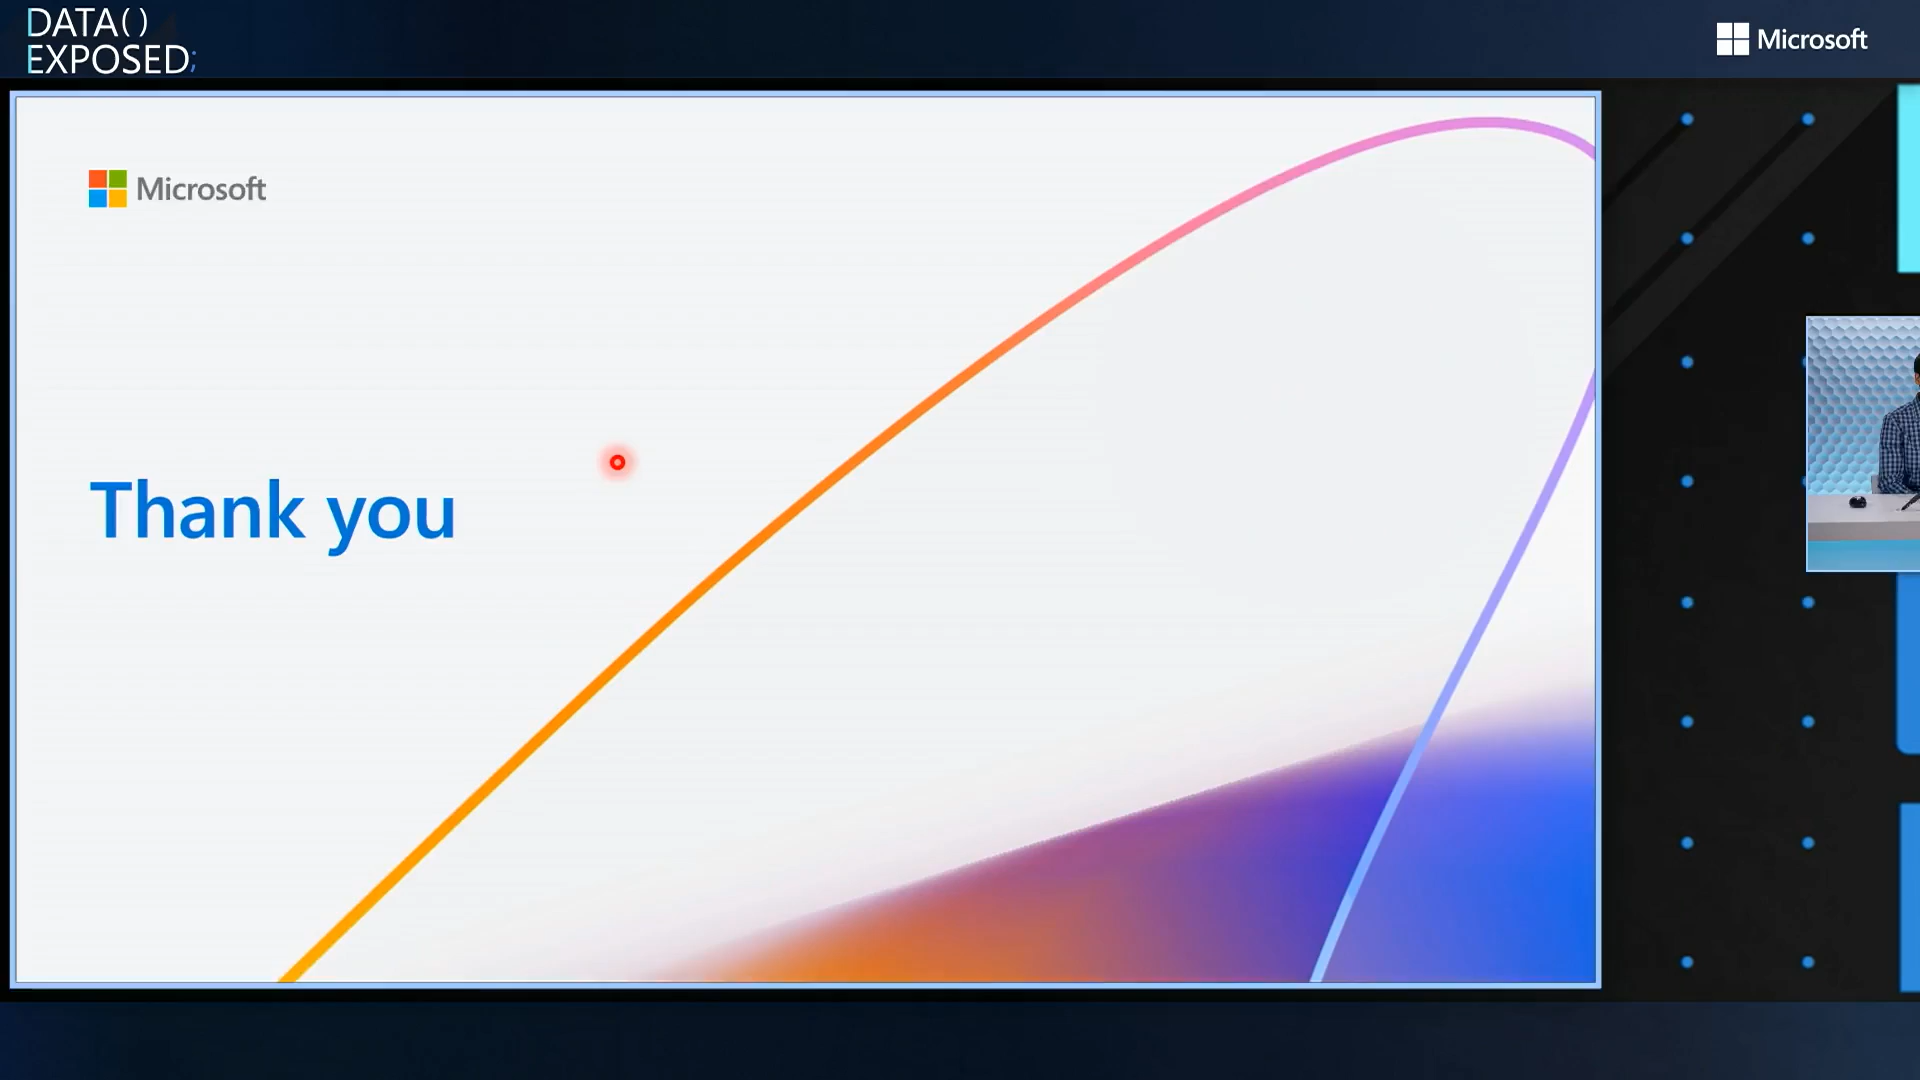 DATA()
EXPOSED;
Microsoft
Microsoft
Thank you